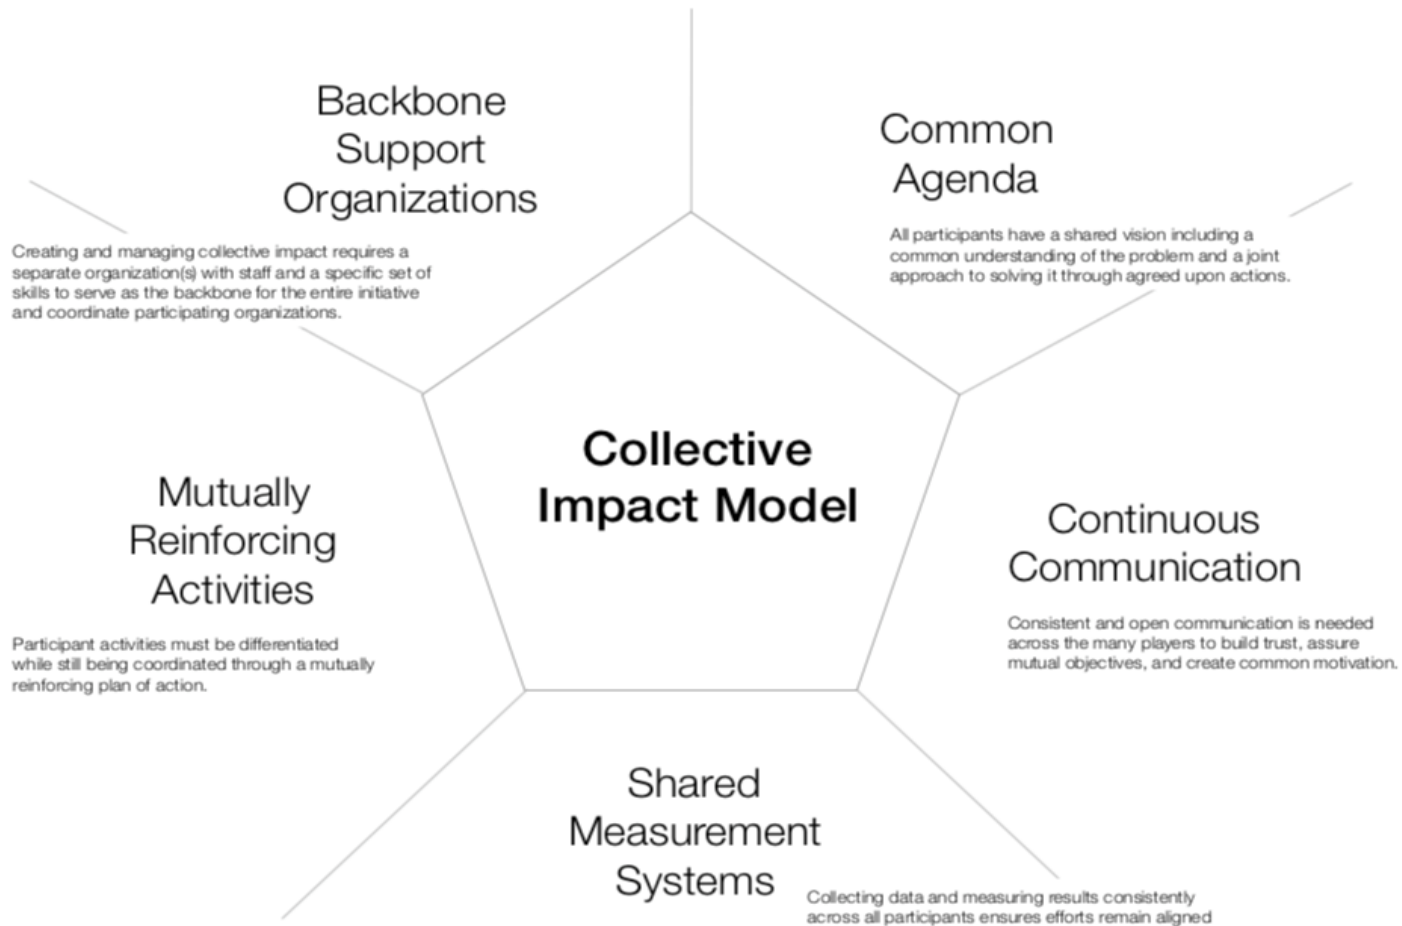 Backbone
Support
Organizations
Creating and managing collective impact requires a
separate organization(s) with staff and a specific set of
skills to serve as the backbone for the entire initiative
and coordinate participating organizations.
Common
Agenda
All participants have a shared vision including a
common understanding of the problem and a joint
approach to solving it through agreed upon actions.
Collective
Impact Model
Mutually
Reinforcing
Activities
Participant activities must be differentiated
while still being coordinated through a mutually
reinforcing plan of action.
Continuous
Communication
Consistent and open communication is needed
across the many players to build trust, assure
mutual objectives, and create common motivation.
Shared
Measurement
Systems
Collecting data and measuring results consistently
across all participants ensures efforts remain aligned